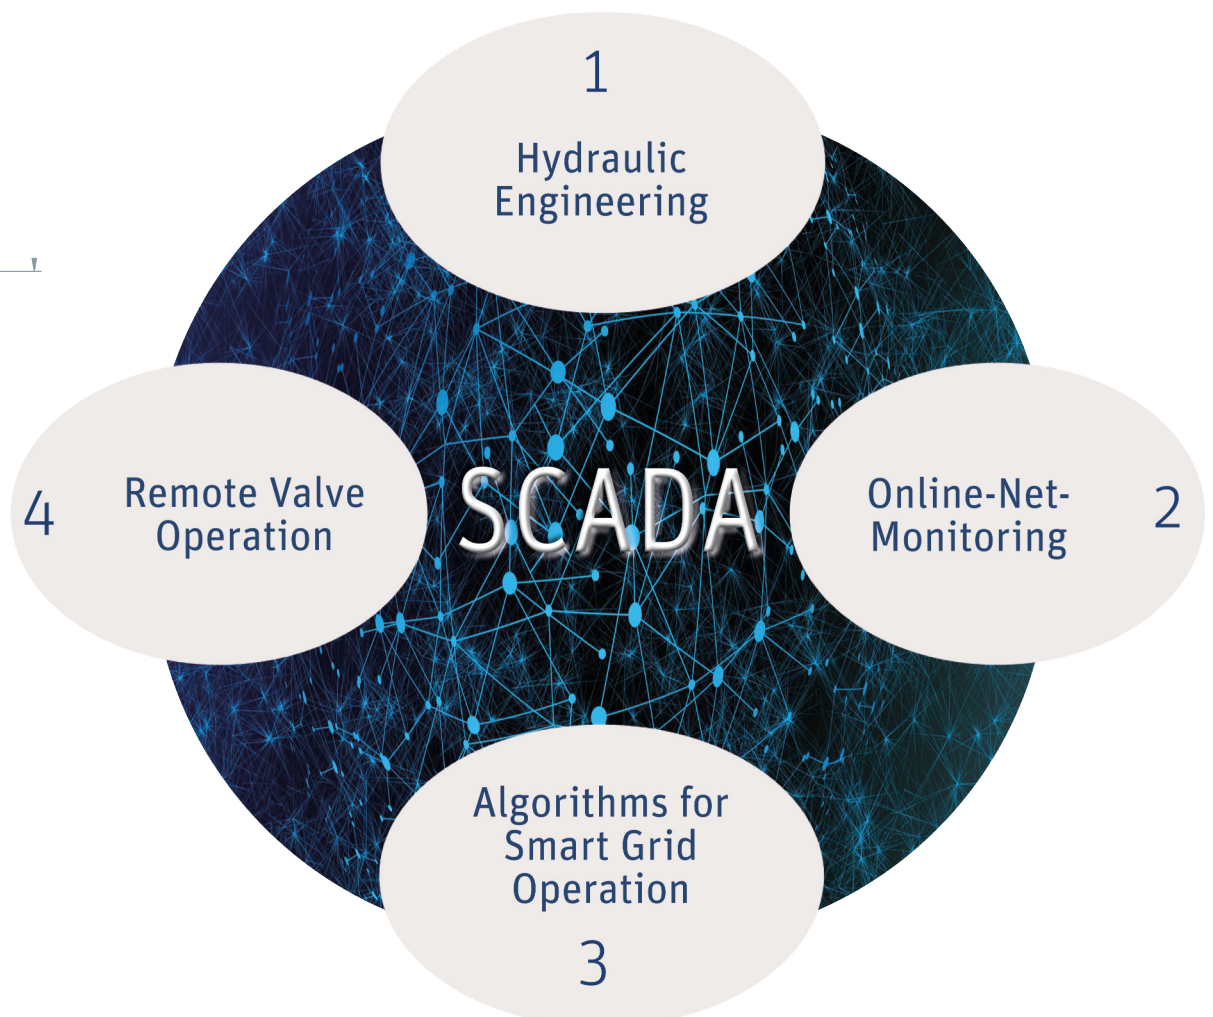 1
Hydraulic
Engineering
4
Remote Valve
Operation
SCADA
Online-Net-
Monitoring
2
Algorithms for
Smart Grid
Operation
3